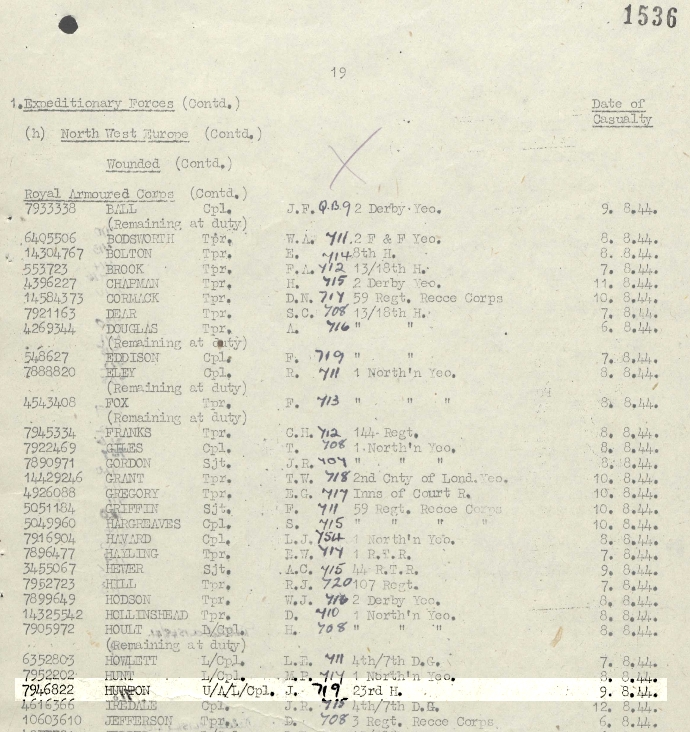 1536
19
1. Expeditionary Forces (Contd.) Date of Casualty
(h) North West Europe (Contd.)
Wounded (Contd.)
Royal Armoured Corps (Contd.)
7933338 BALL Cpl. J.F. Q.B.9 2 Derby Yeo. 9. 8.44.
(Remaining at duty)
6405506 BODSWORTH Tpr. W.A. 711 2 F & F Yeo. 8. 8.44.
14304767 BOLTON Tpr. E. 714 8th H. 8. 8.44.
553723 BROOK Tpr. F.A. 712 13/18th H. 7. 8.44.
4396227 CHAPMAN Tpr. H. 715 2 Derby Yeo. 11. 8.44.
14584373 CORMACK Tpr. D.N. 717 59 Regt. Recce Corps 10. 8.44.
7921163 DEAR Tpr. S.C. 708 13/18th H. 7. 8.44.
4269344 DOUGLAS Tpr. A. 716 " " 6. 8.44.
(Remaining at duty)
548627 EDDISON Cpl. F. 719 " " 7. 8.44.
7888820 ELEY Cpl. R. 711 1 North'n Yeo. 8. 8.44.
(Remaining at duty)
4543408 FOX Tpr. F. 713 " " " 8. 8.44.
(Remaining at duty)
7945334 FRANKS Tpr. C.H. 712 144 Regt. 8. 8.44.
7922469 GILES Cpl. T. 708 1 North'n Yeo. 8. 8.44.
7890971 GORDON Sjt. J.R. 707 " " " 8. 8.44.
14429246 GRANT Tpr. T.W. 718 2nd Cnty of Lond. Yeo. 10. 8.44.
4926088 GREGORY Tpr. E.G. 717 Inns of Court R. 10. 8.44.
5051184 GRIFFIN Sjt. F. 711 59 Regt. Recce Corps 10. 8.44.
5049960 HARGREAVES Cpl. S. 715 " " " " 10. 8.44.
7916904 HAVARD Cpl. L.J. 754 1 North'n Yeo. 8. 8.44.
7896477 HAYLING Tpr. E.W. 717 1 R.T.R. 7. 8.44.
3455067 HEWER Sjt. A.C. 715 44 R.T.R. 9. 8.44.
7952723 HILL Tpr. R.J. 720 107 Regt. 7. 8.44.
7899649 HODSON Tpr. W.J. 716 2 Derby Yeo. 8. 8.44.
14325542 HOLLINSHEAD Tpr. D. 710 1 North'n Yeo. 8. 8.44.
7905972 HOULT L/Cpl. H. 708 " " " 8. 8.44.
(Remaining at duty)
6352803 HOWLETT L/Cpl. L.E. 711 4th/7th D.G. 7. 8.44.
7952202 HUNT L/Cpl. M.P. 717 1 North'n Yeo. 8. 8.44.
7946822 U/A/L/Cpl. J. 719 23rd H. 9. 8.44.
4616366 IREDALE Cpl. J.R. 715 4th/7th D.G. 12. 8.44.
10603610 JEFFERSON Tpr. D. 708 3 Regt. Recce Corps 6. 8.44.